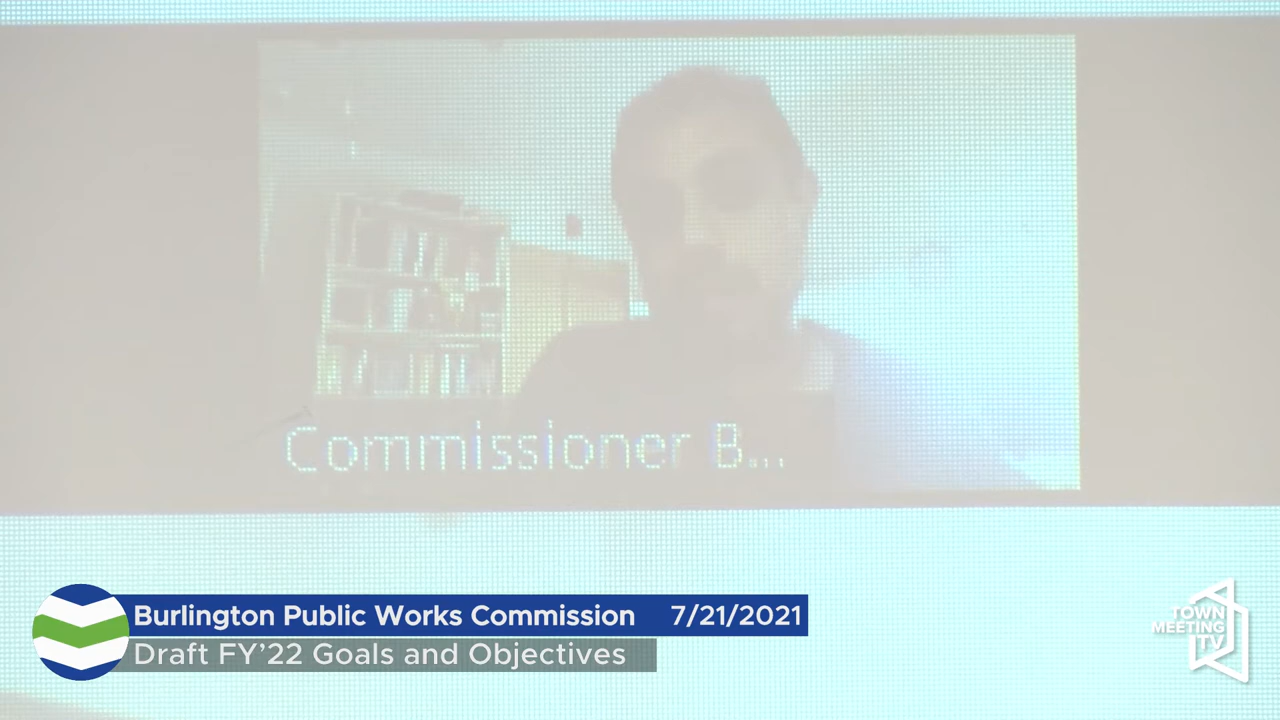 Commissioner B...
Burlington Public Works Commission 7/21/2021
Draft FY'22 Goals and Objectives
TOWN
MEETING
TV